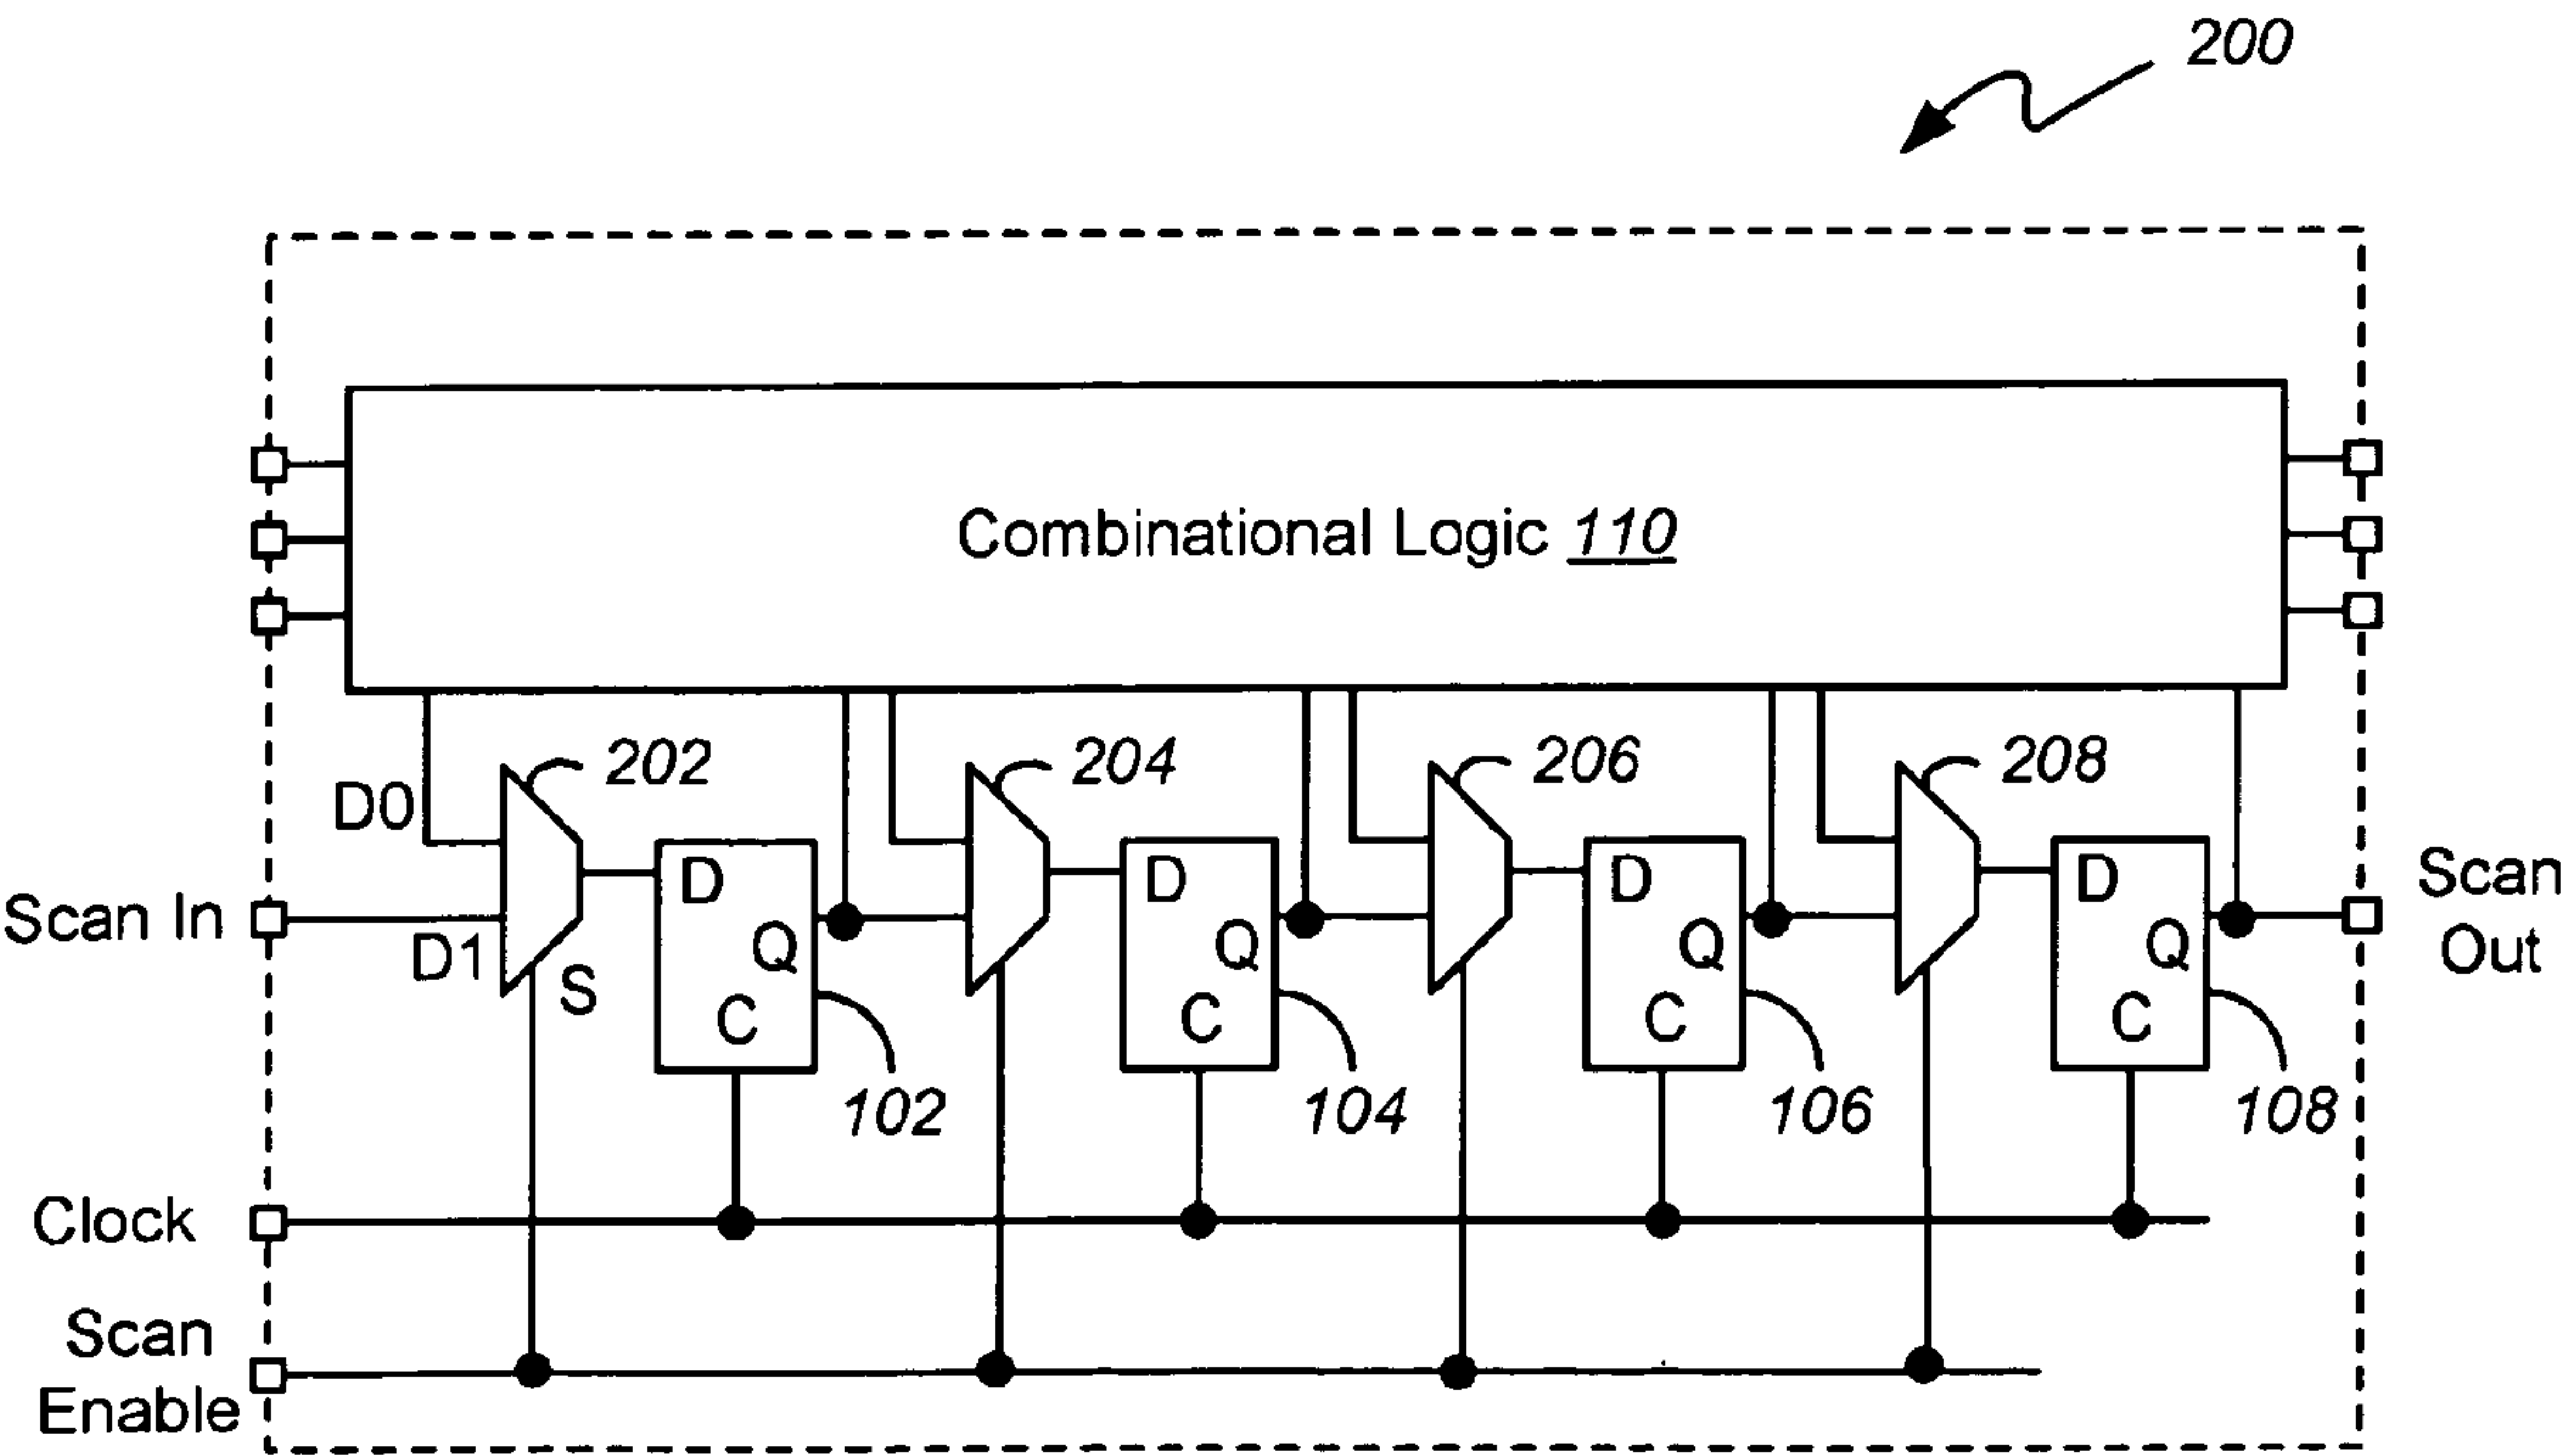 200
Combinational Logic 110
202
204
206
208
D0
D
D
D
D
Scan In
Scan
Out
D1
S
Q
Q
Q
Q
C
C
C
C
102
104
106
108
Clock
Scan
Enable